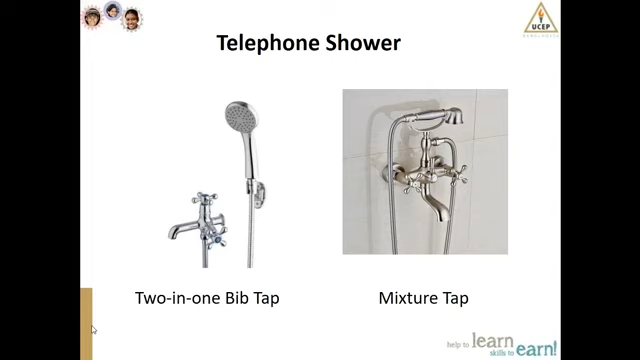 UCEP
Telephone Shower
Two-in-one Bib Tap
Mixture Tap
help to learn
skills to earn!